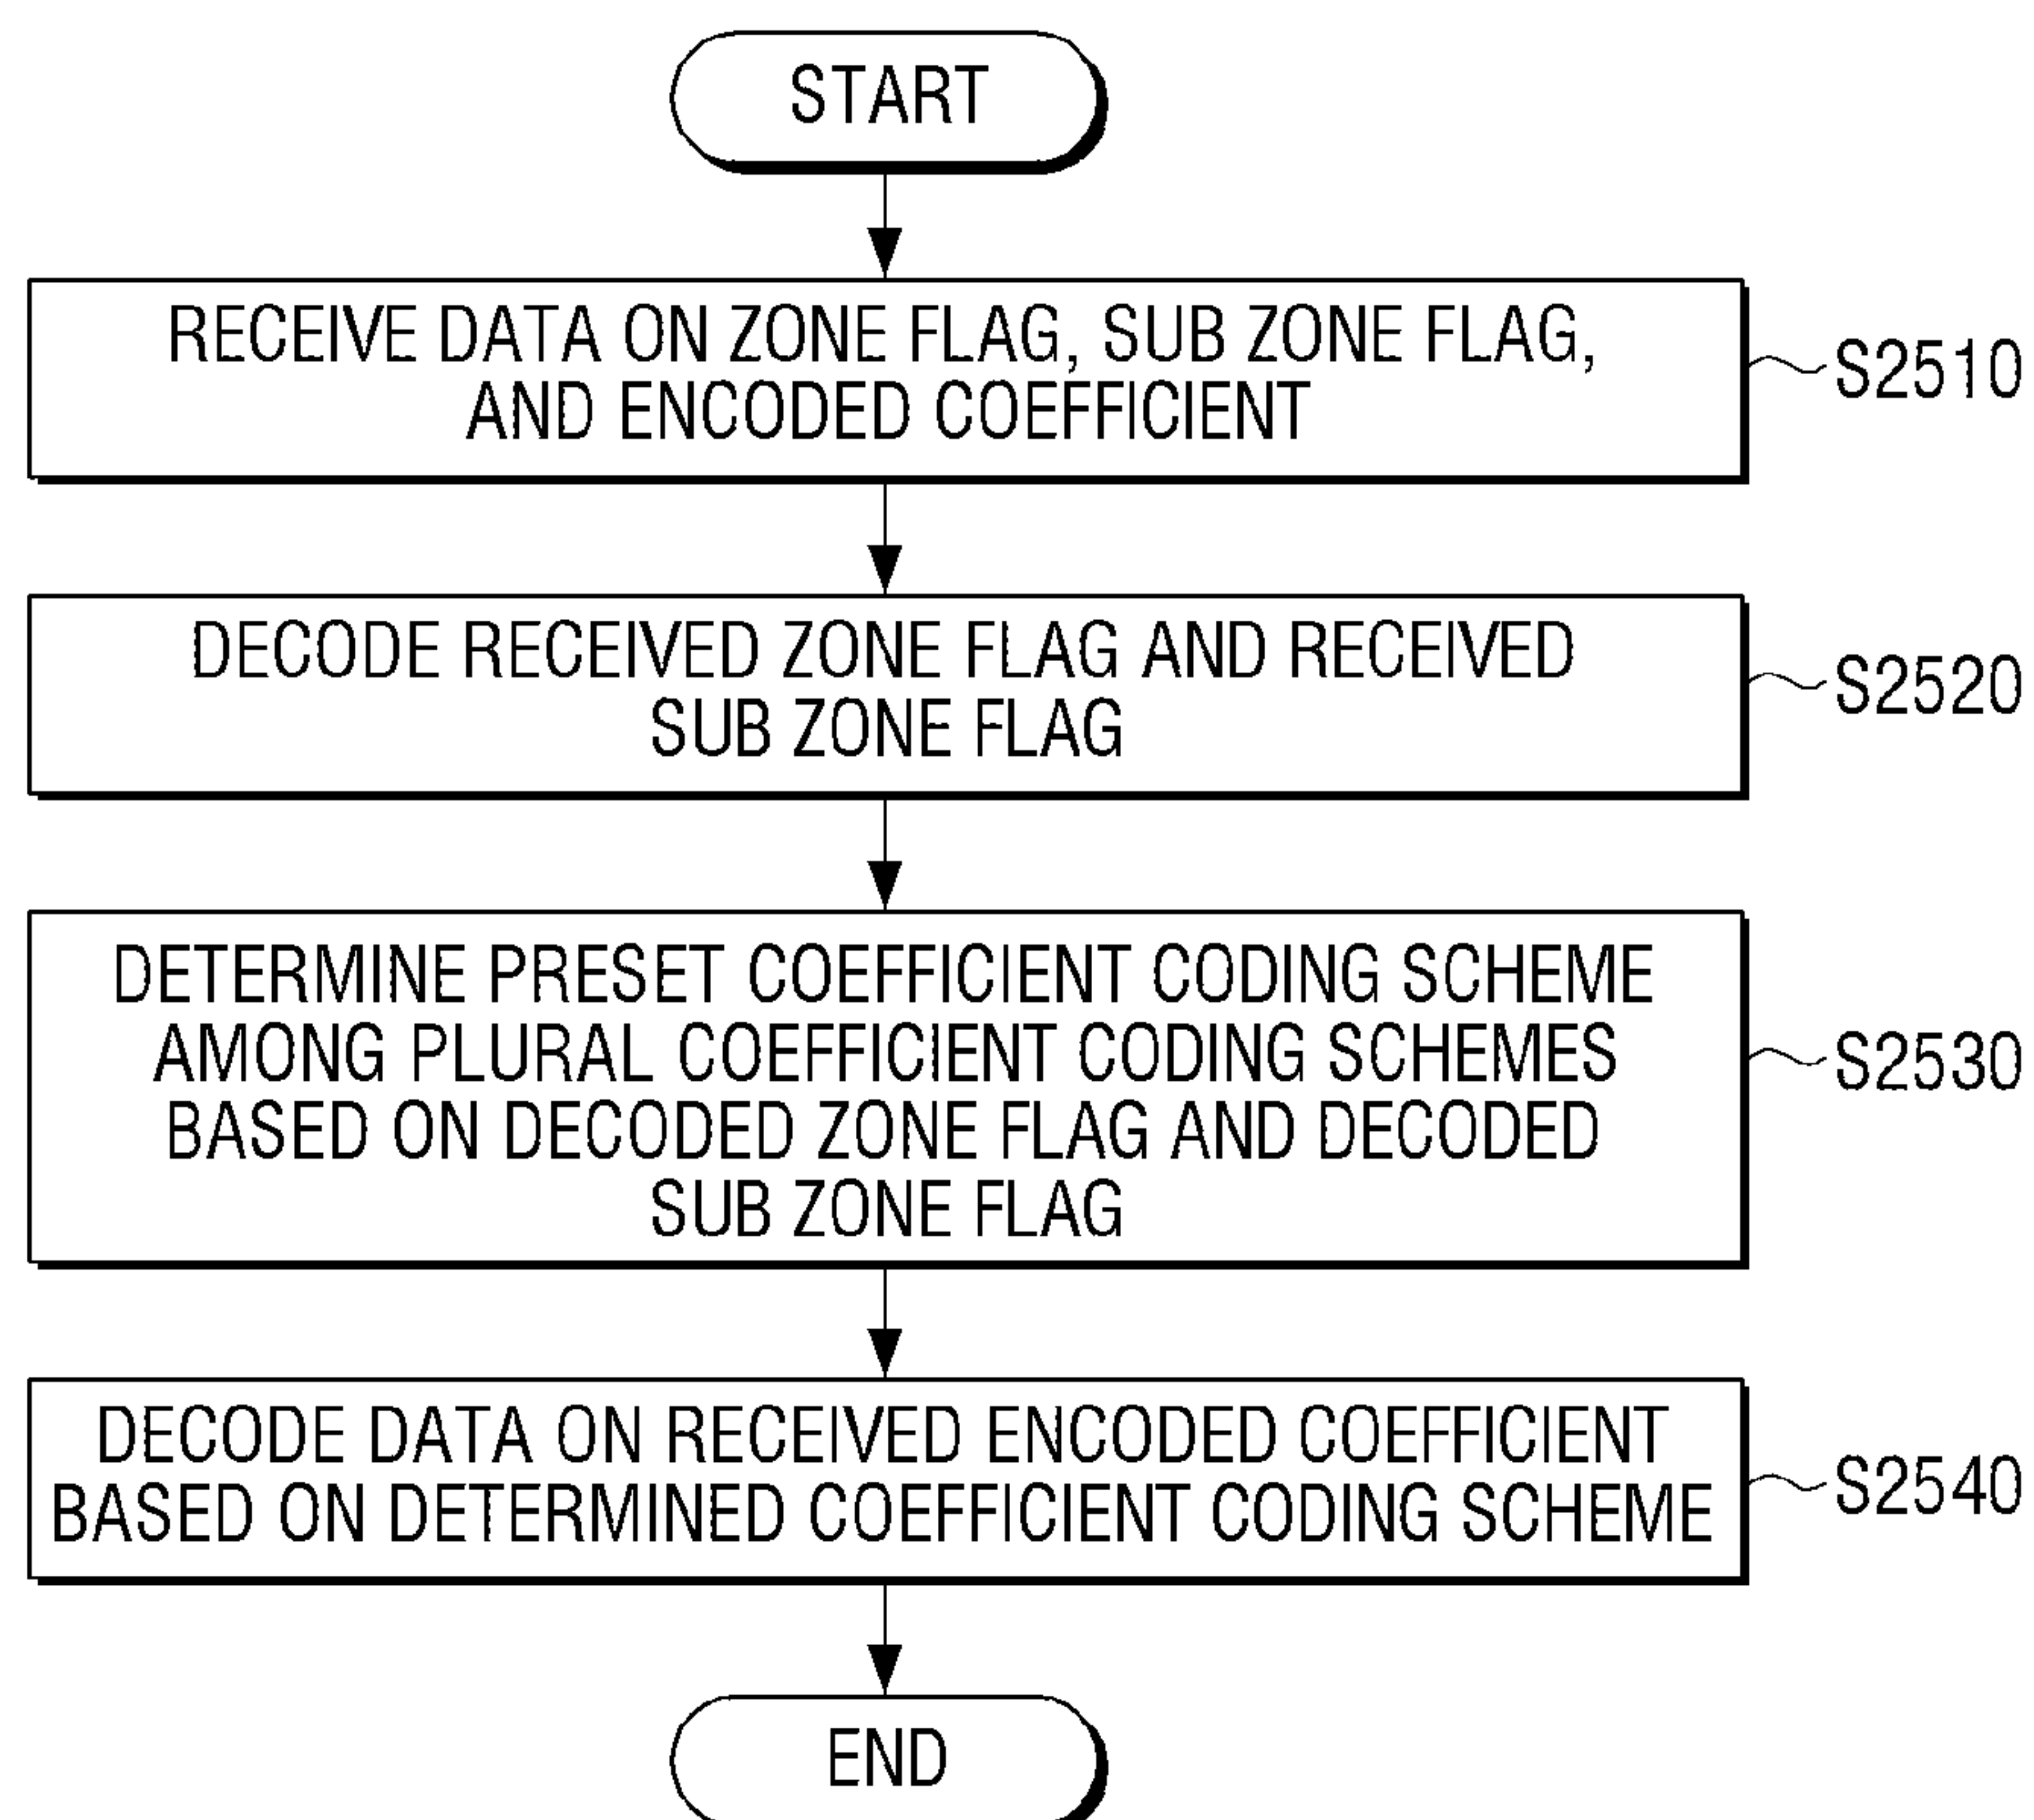 START
RECEIVE DATA ON ZONE FLAG, SUB ZONE FLAG,
AND ENCODED COEFFICIENT
S2510
DECODE RECEIVED ZONE FLAG AND RECEIVED
SUB ZONE FLAG
S2520
DETERMINE PRESET COEFFICIENT CODING SCHEME
AMONG PLURAL COEFFICIENT CODING SCHEMES
BASED ON DECODED ZONE FLAG AND DECODED
SUB ZONE FLAG
S2530
DECODE DATA ON RECEIVED ENCODED COEFFICIENT
BASED ON DETERMINED COEFFICIENT CODING SCHEME
S2540
END